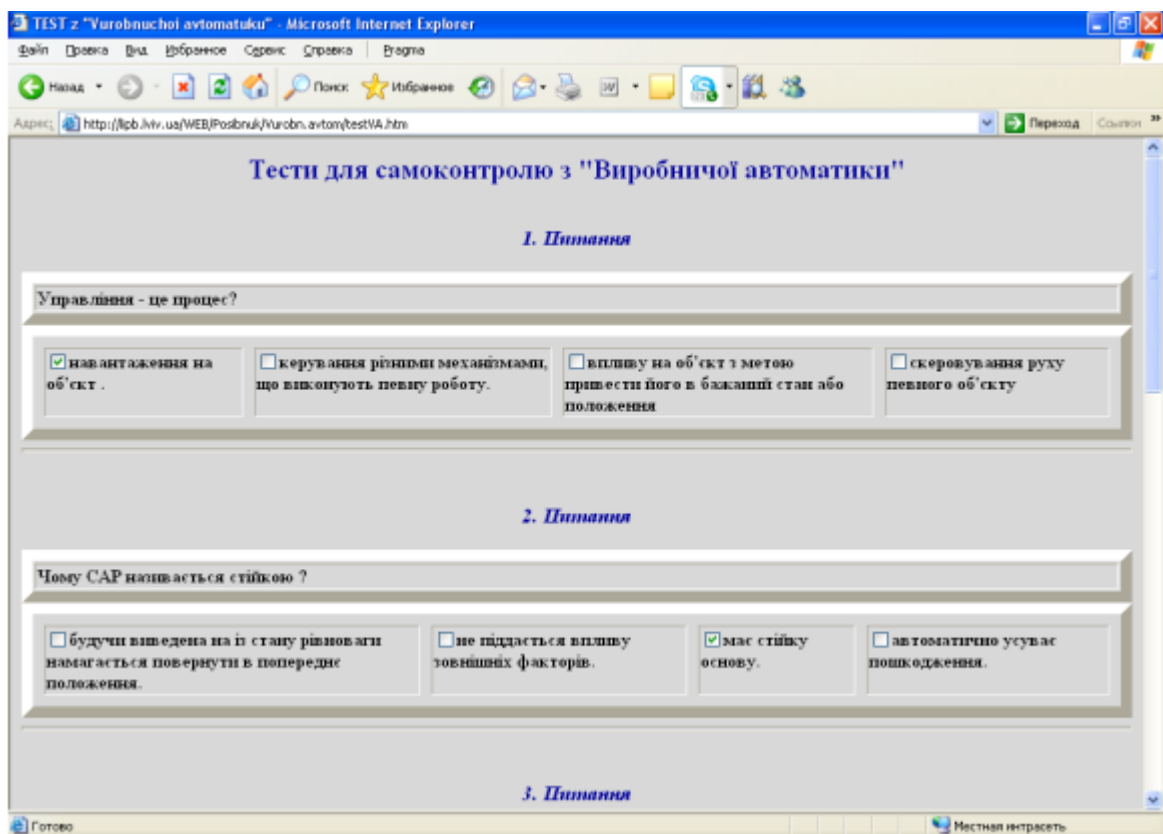 TEST z "Vurobnuchoi avtomatuku" - Microsoft Internet Explorer
Файл Правка Вид Избранное Сервис Справка Pragma
Назад Поиск Избранное
Адрес: http://lipb.lviv.ua/WEB/Posibnuk/Vurobn.avtom/testVA.htm Переход Ссылки »
Тести для самоконтролю з "Виробничої автоматики"
1. Питання
Управління - це процес?
навантаження на
об'єкт .
керування різними механізмами,
що виконують певну роботу.
впливу на об'єкт з метою
привести його в бажаний стан або
положення
скеровування руху
певного об'єкту
2. Питання
Чому САР називається стійкою ?
будучи виведена на із стану рівноваги
намагається повернути в попереднє
положення.
не піддається впливу
зовнішніх факторів.
має стійку
основу.
автоматично усуває
пошкодження.
3. Питання
Готово Местная интрасеть